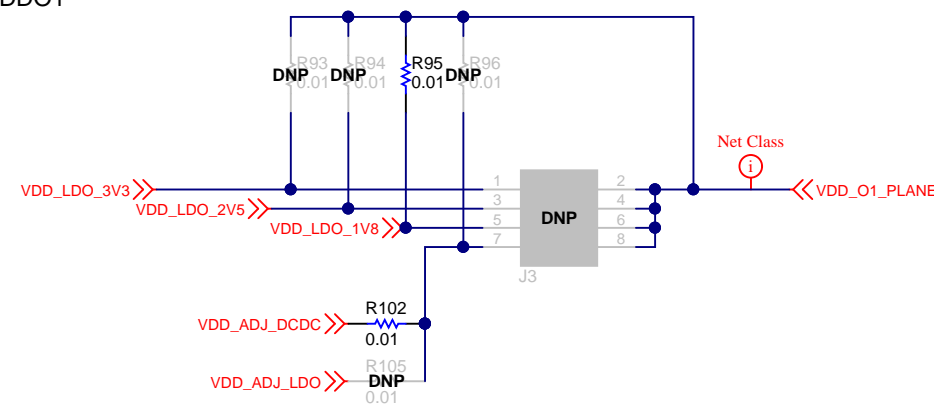 R93
DNP
0.01
R94
DNP
0.01
R95
0.01
R96
DNP
0.01
Net Class
i
VDD_LDO_3V3
VDD_LDO_2V5
VDD_LDO_1V8
1
3
5
7
DNP
2
4
6
8
J3
VDD_O1_PLANE
VDD_ADJ_DCDC
R102
0.01
VDD_ADJ_LDO
R105
DNP
0.01